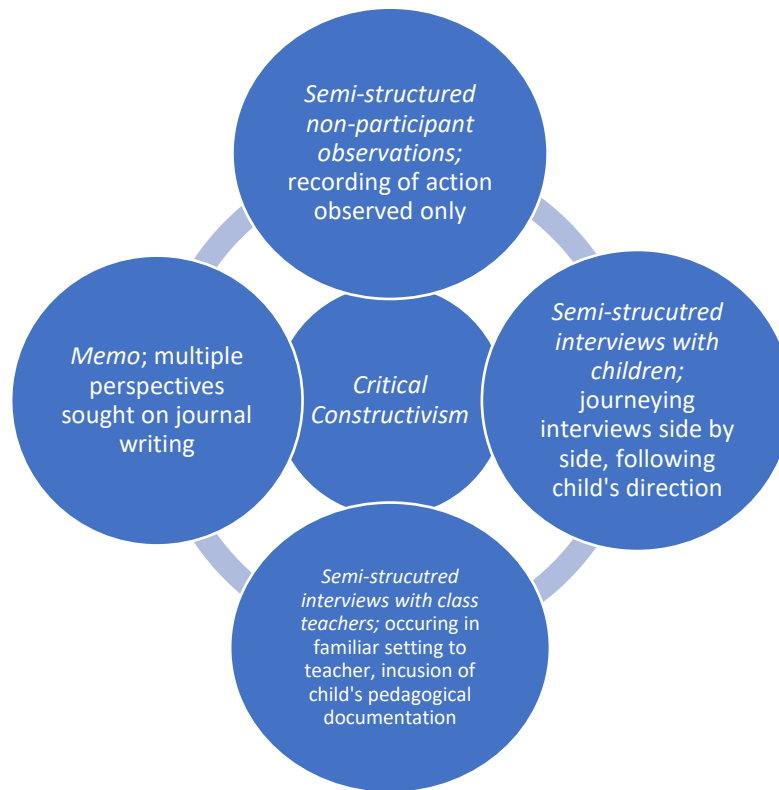 Semi-structured
non-participant
observations;
recording of action
observed only
Memo; multiple
perspectives
sought on journal
writing
Critical
Constructivism
Semi-strucutred
interviews with
children;
journeying
interviews side by
side, following
child's direction
Semi-strucutred
interviews with class
teachers; occuring in
familiar setting to
teacher, incusion of
child's pedagogical
documentation